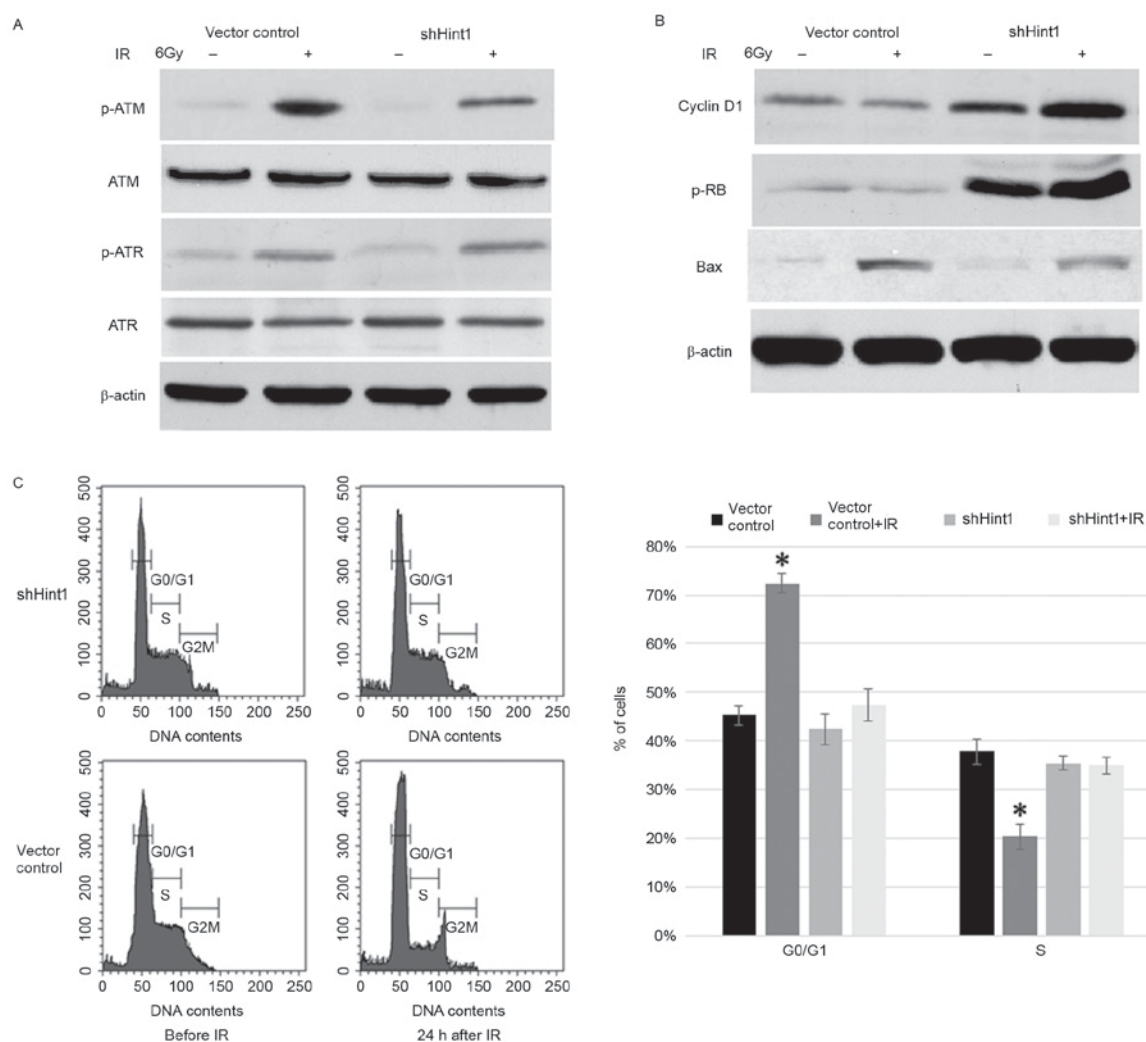 A
Vector control shHint1
IR 6Gy – + – +
p-ATM
ATM
p-ATR
ATR
β-actin
B
Vector control shHint1
IR 6Gy – + – +
Cyclin D1
p-RB
Bax
β-actin
C
shHint1
500
400
300
200
100
0
G0/G1
S
G2M
0 50 100 150 200 250
DNA contents
500
400
300
200
100
0
G0/G1
S
G2M
0 50 100 150 200 250
DNA contents
Vector
control
500
400
300
200
100
0
G0/G1
S
G2M
0 50 100 150 200 250
DNA contents
Before IR
500
400
300
200
100
0
G0/G1
S
G2M
0 50 100 150 200 250
DNA contents
24 h after IR
Vector
control
Vector
control+IR
shHint1
shHint1+IR
% of cells
80%
70%
60%
50%
40%
30%
20%
10%
0%
*
*
G0/G1 S